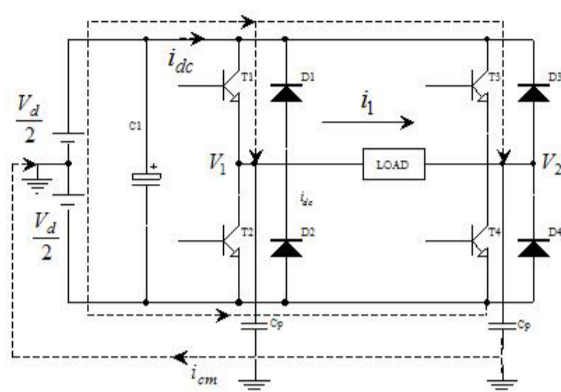 i_dc
T1
D1
T3
D3
V_d
2
C1
+
i_1
V_1
LOAD
V_2
i_dc
V_d
2
T2
D2
T4
D4
Cp
Cp
i_cm